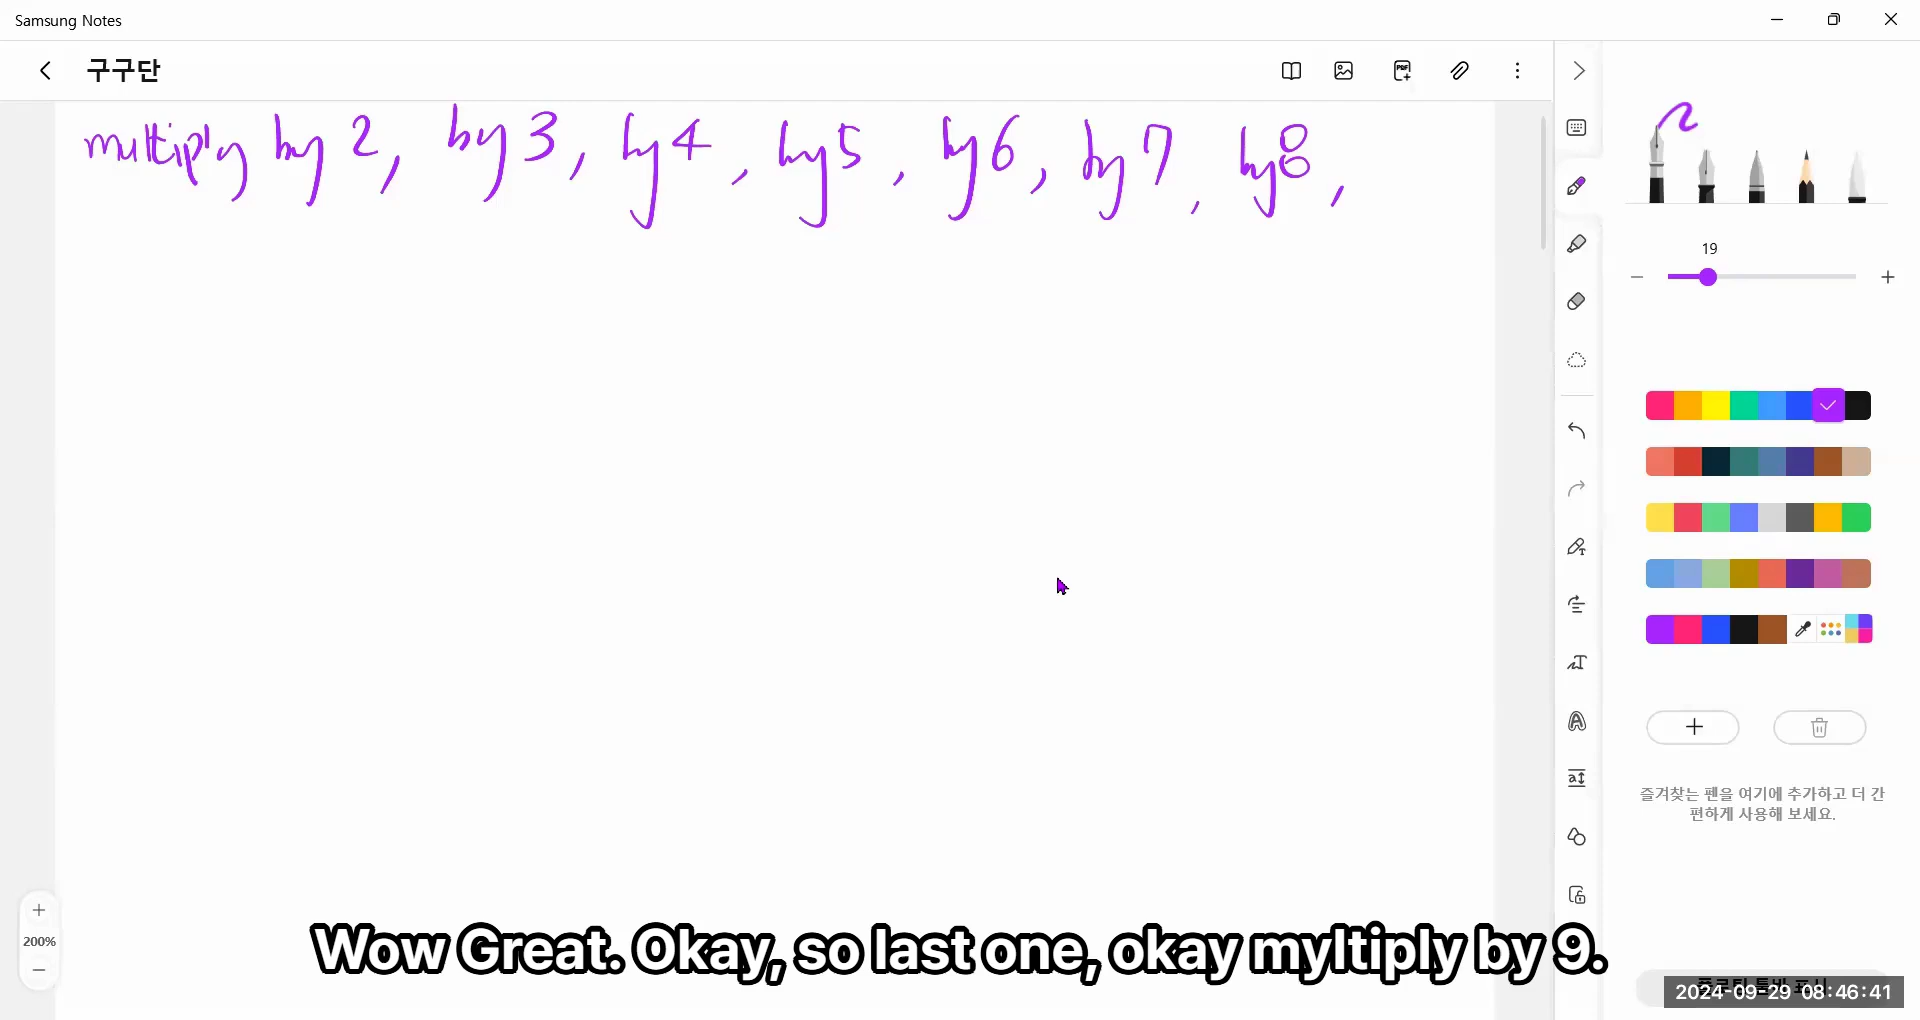 Samsung Notes
구구단
multiply by 2, by 3, by 4, by 5, by 6, by 7, by 8,
19
즐겨찾는 펜을 여기에 추가하고 더 간
편하게 사용해 보세요.
200%
Wow Great. Okay, so last one, okay myltiply by 9.
2024-09-29 08:46:41